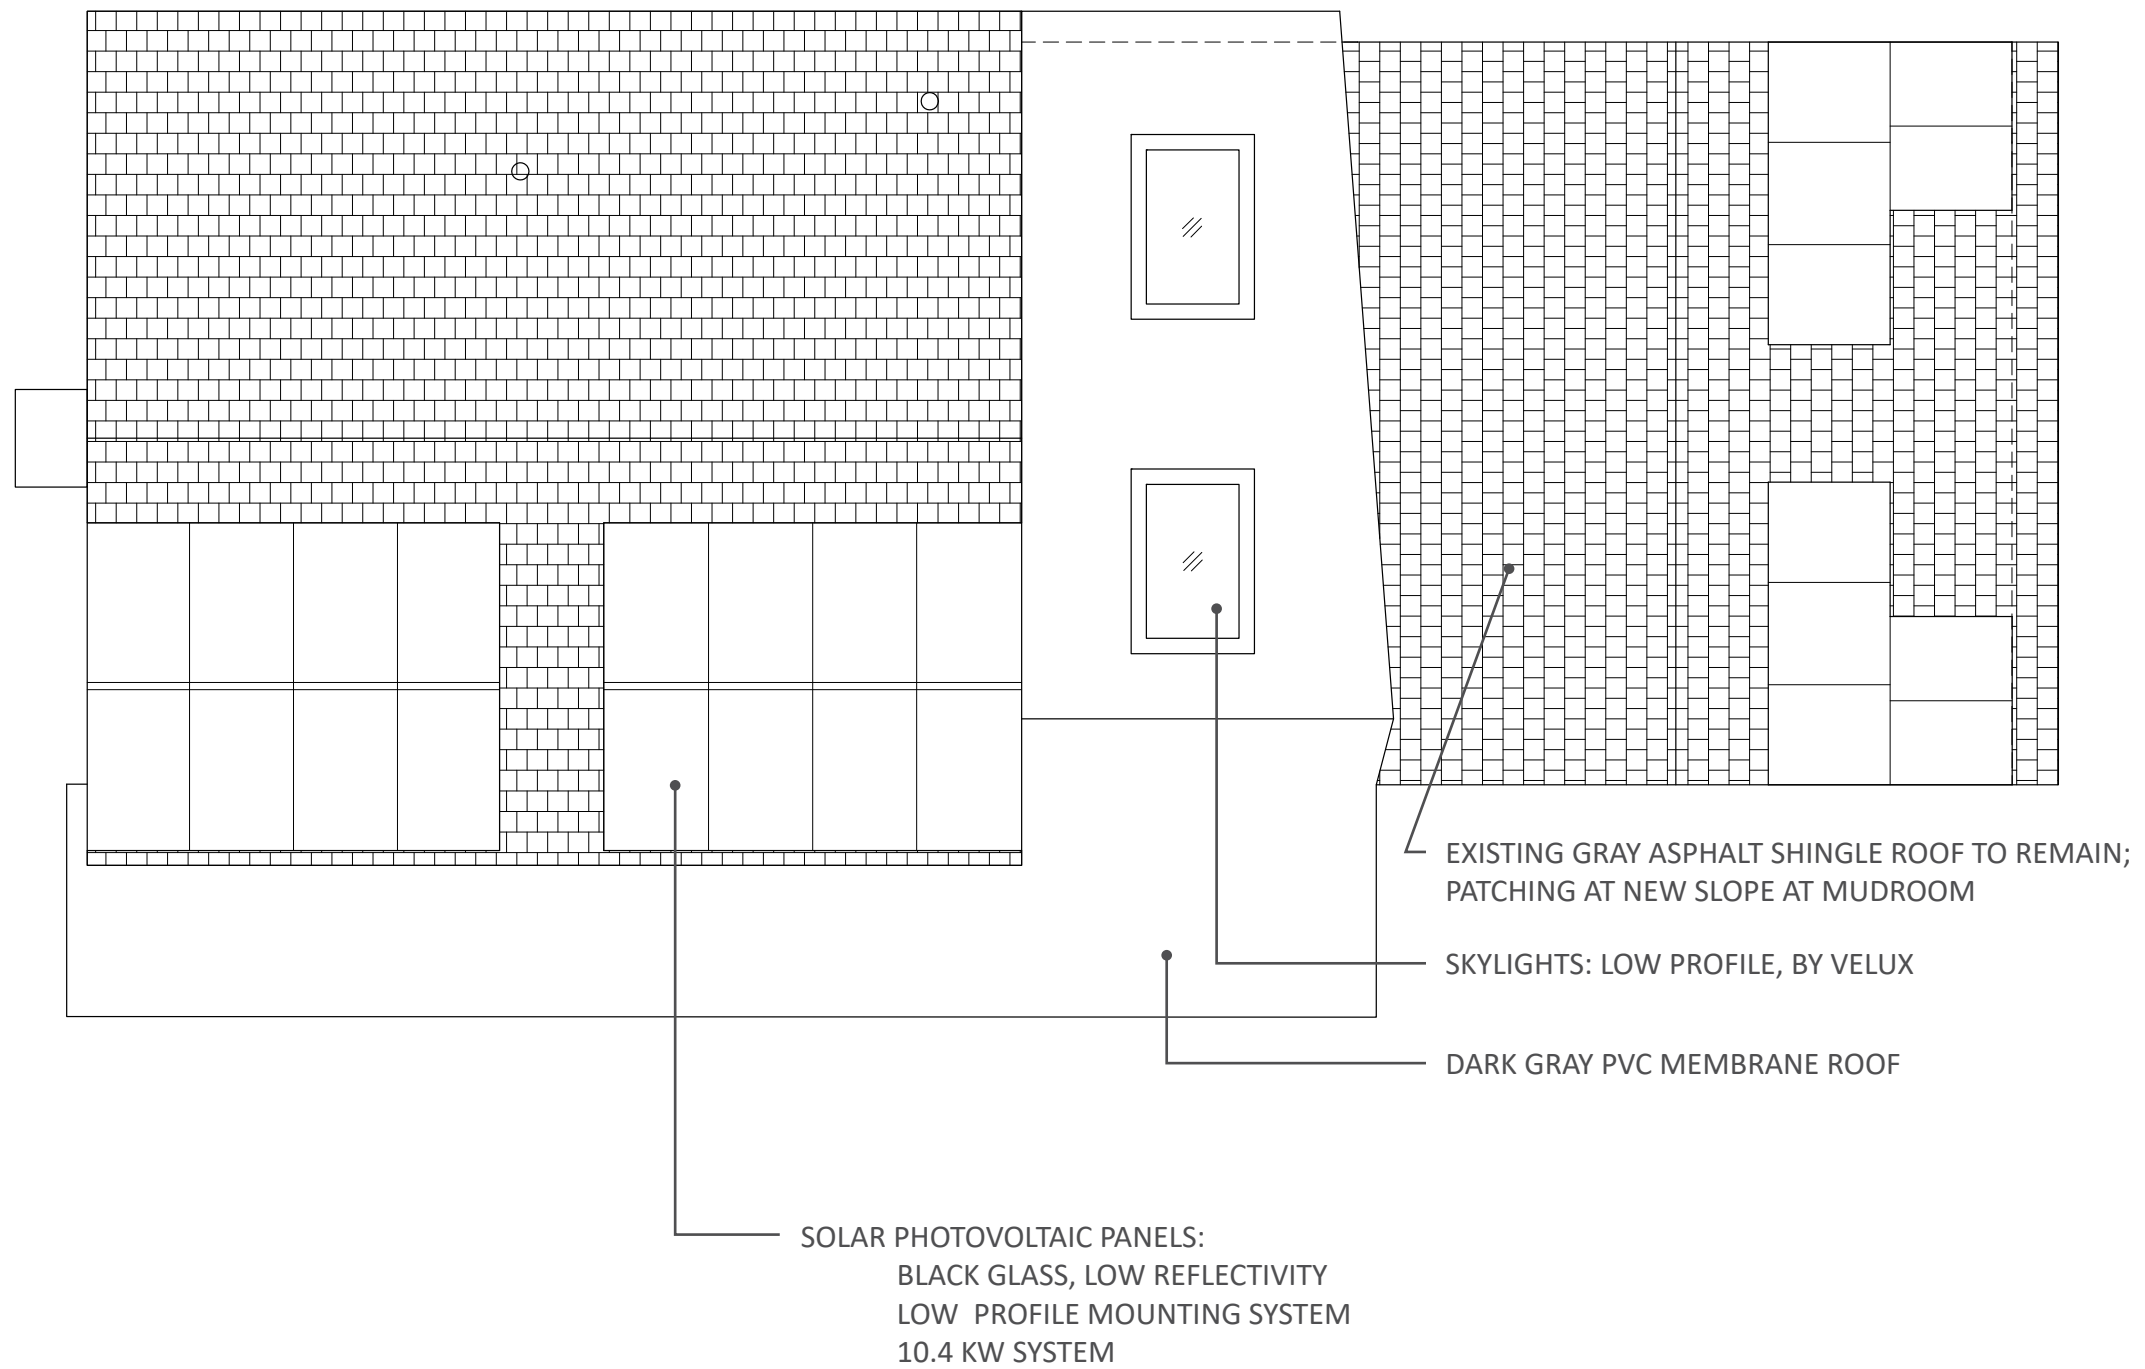 EXISTING GRAY ASPHALT SHINGLE ROOF TO REMAIN;
PATCHING AT NEW SLOPE AT MUDROOM
SKYLIGHTS: LOW PROFILE, BY VELUX
DARK GRAY PVC MEMBRANE ROOF
SOLAR PHOTOVOLTAIC PANELS:
BLACK GLASS, LOW REFLECTIVITY
LOW PROFILE MOUNTING SYSTEM
10.4 KW SYSTEM